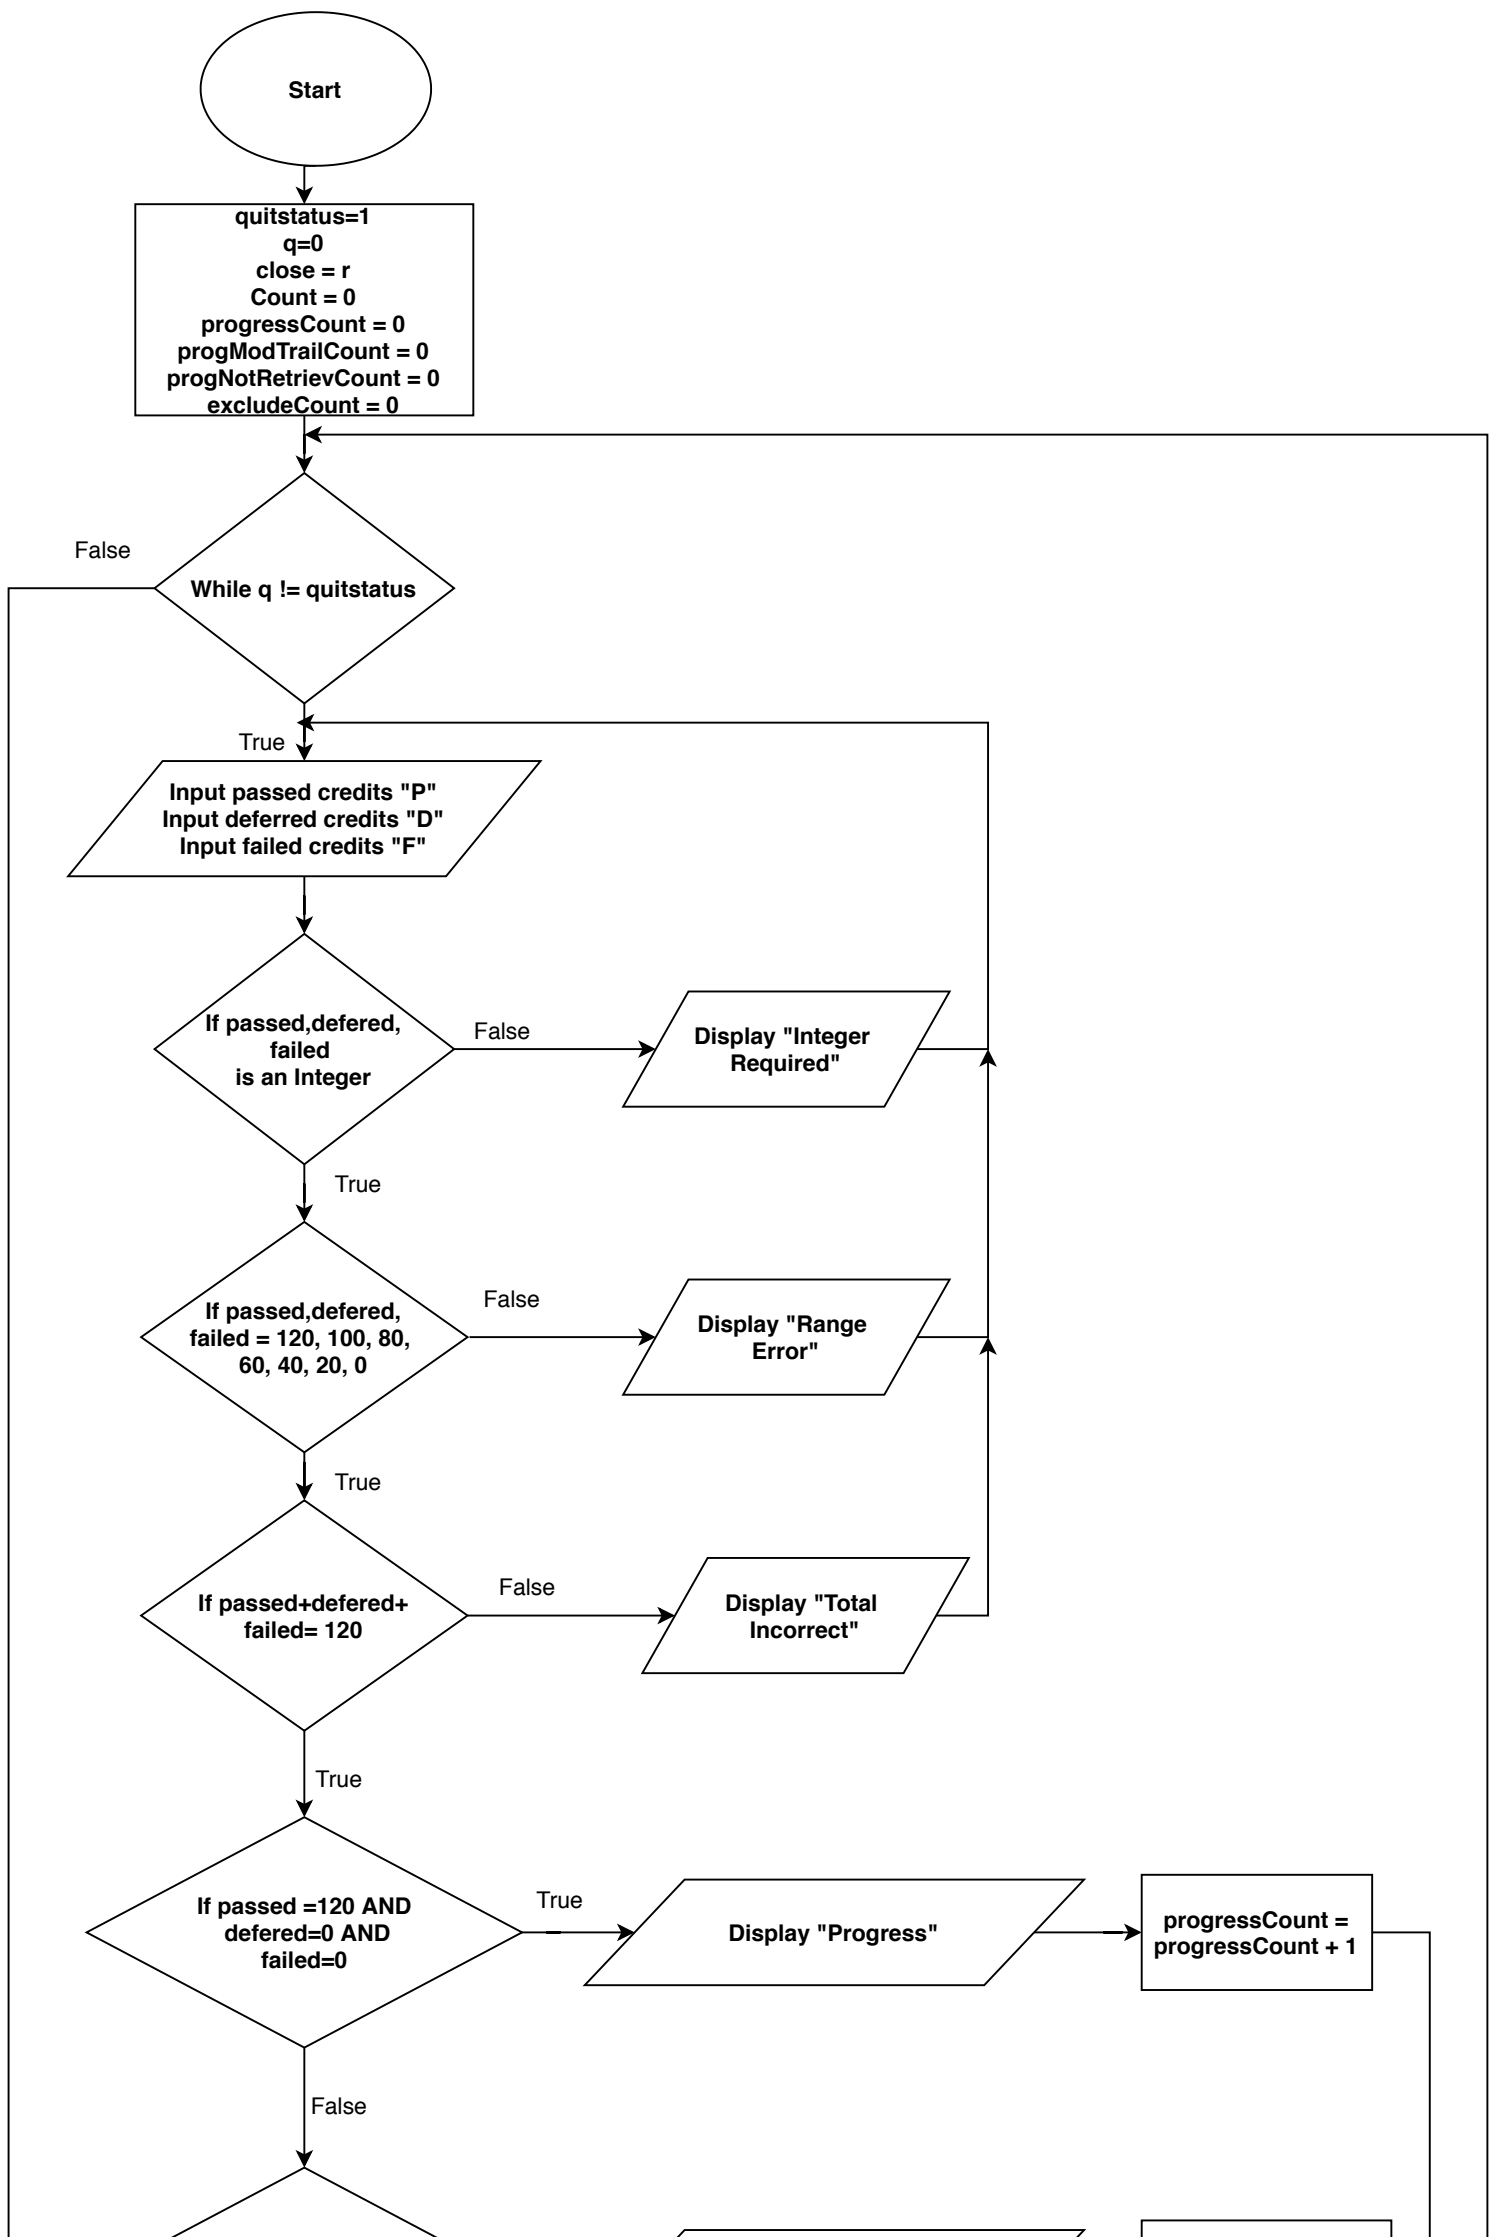 Start
quitstatus=1
q=0
close = r
Count = 0
progressCount = 0
progModTrailCount = 0
progNotRetrievCount = 0
excludeCount = 0
False
While q != quitstatus
True
Input passed credits "P"
Input deferred credits "D"
Input failed credits "F"
If passed,defered,
failed
is an Integer
False
Display "Integer
Required"
True
If passed,defered,
failed = 120, 100, 80,
60, 40, 20, 0
False
Display "Range
Error"
True
If passed+defered+
failed= 120
False
Display "Total
Incorrect"
True
If passed =120 AND
defered=0 AND
failed=0
True
Display "Progress"
progressCount =
progressCount + 1
False